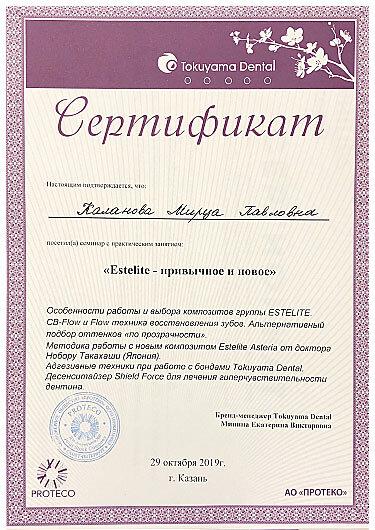 Tokuyama Dental
Сертификат
Настоящим подтверждается, что:
Каланова Мируа Павловна
посетил(а) семинар с практическим занятием:
«Estelite - привычное и новое»
Особенности работы и выбора композитов группы ESTELITE.
CB-Flow и Flow техника восстановления зубов. Альтернативный
подбор оттенков «по прозрачности».
Методика работы с новым композитом Estelite Asteria от доктора
Нобору Такахаши (Япония).
Адгезивные техники при работе с бондами Tokuyama Dental.
Десенситайзер Shield Force для лечения гиперчувствительности
дентина.
Бренд-менеджер Tokuyama Dental
Минина Екатерина Викторовна
PROTECO
29 октября 2019г.
г. Казань
PROTECO
АО «ПРОТЕКО»